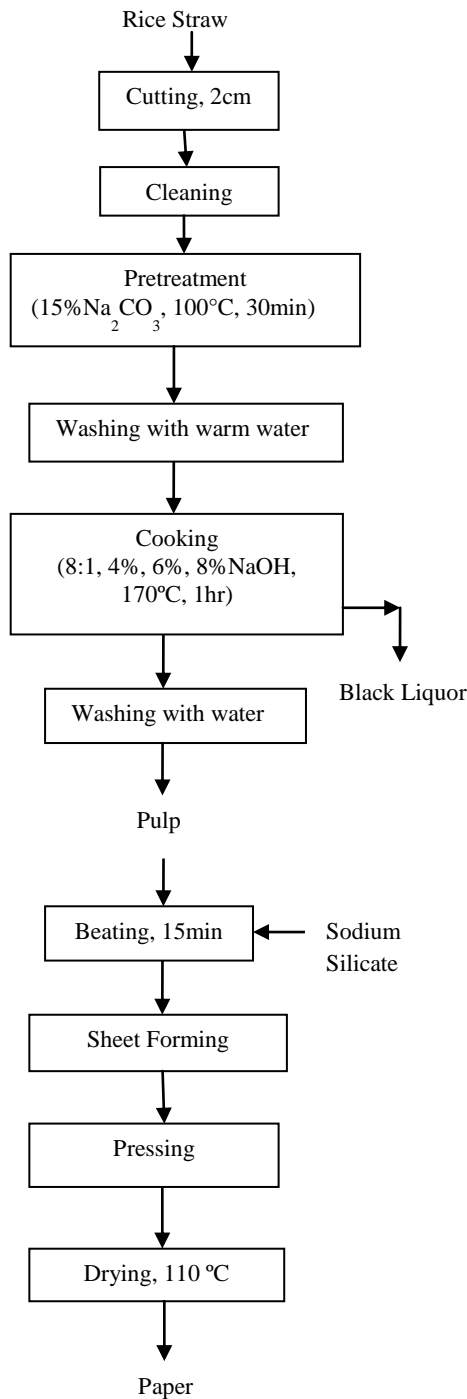 Rice Straw
Cutting, 2cm
Cleaning
Pretreatment
(15%Na₂CO₃, 100°C, 30min)
Washing with warm water
Cooking
(8:1, 4%, 6%, 8%NaOH,
170ºC, 1hr)
Black Liquor
Washing with water
Pulp
Beating, 15min
Sodium
Silicate
Sheet Forming
Pressing
Drying, 110 ºC
Paper